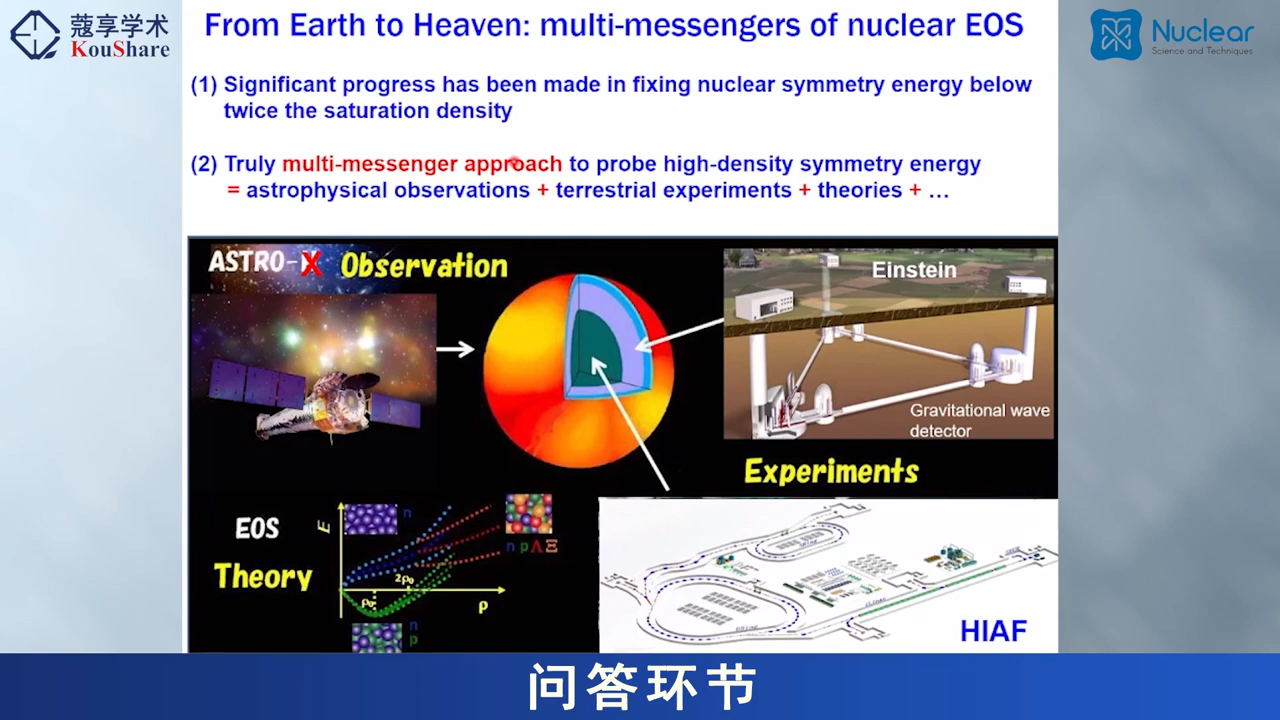 蔻享学术
KouShare
From Earth to Heaven: multi-messengers of nuclear EOS
Nuclear
Science and Techniques
(1) Significant progress has been made in fixing nuclear symmetry energy below
twice the saturation density
(2) Truly multi-messenger approach to probe high-density symmetry energy
= astrophysical observations + terrestrial experiments + theories + …
ASTRO-X Observation
Einstein
Gravitational wave
detector
Experiments
EOS
Theory
E
n
n p Λ Ξ
2ρ₀
ρ₀
ρ
n
p
HIAF
问答环节